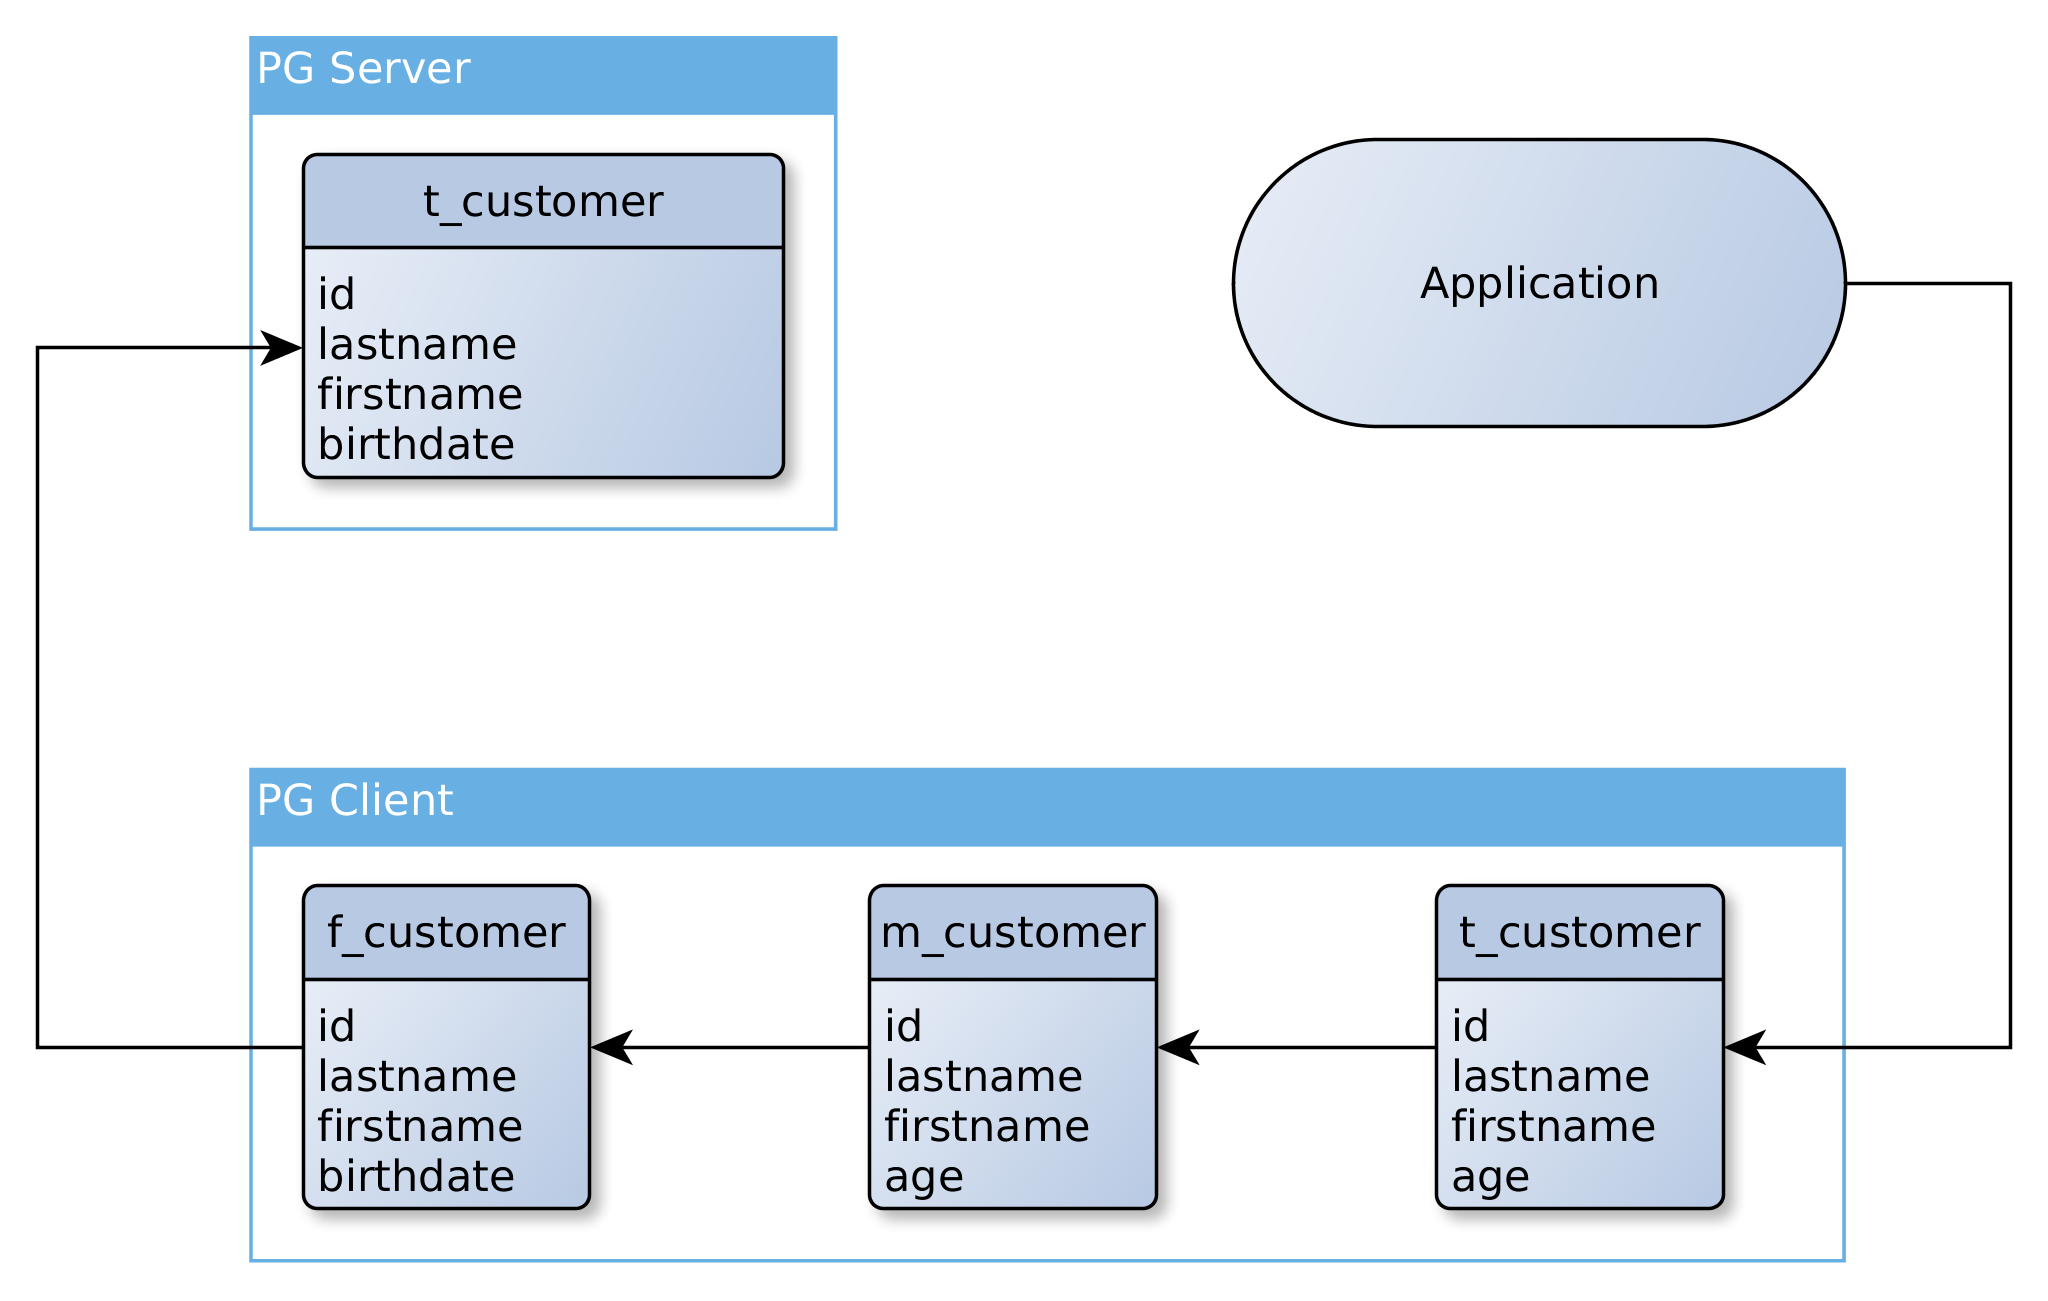 PG Server
t_customer
id
lastname
firstname
birthdate
Application
PG Client
f_customer
id
lastname
firstname
birthdate
m_customer
id
lastname
firstname
age
t_customer
id
lastname
firstname
age